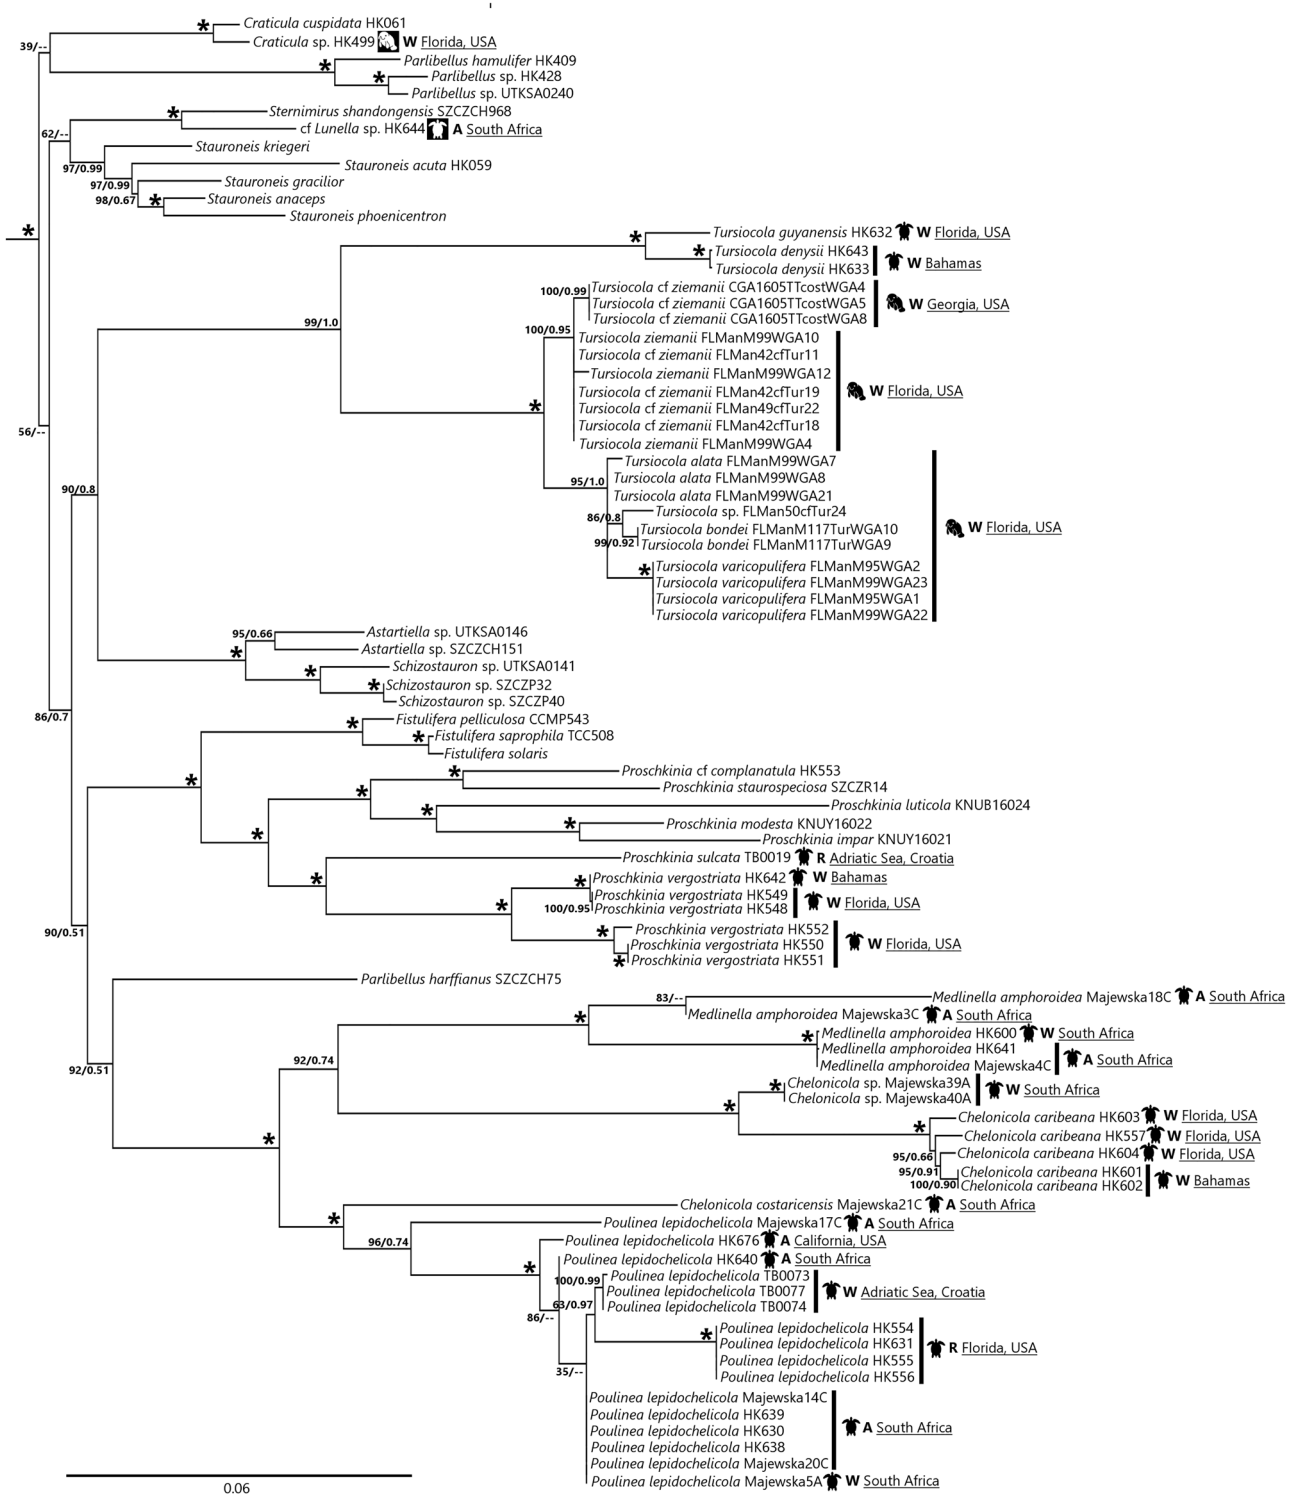 Craticula cuspidata HK061
39/--
Craticula sp. HK499 W Florida, USA
Parlibellus hamulifer HK409
Parlibellus sp. HK428
Parlibellus sp. UTKSA0240
Sternimirus shandongensis SZCZCH968
62/--
cf Lunella sp. HK644 A South Africa
Stauroneis kriegeri
97/0.99
Stauroneis acuta HK059
97/0.99
Stauroneis gracilior
98/0.67
Stauroneis anaceps
Stauroneis phoenicentron
Tursiocola guyanensis HK632 W Florida, USA
Tursiocola denysii HK643
W Bahamas
Tursiocola denysii HK633
100/0.99
Tursiocola cf ziemanii CGA1605TTcostWGA4
Tursiocola cf ziemanii CGA1605TTcostWGA5
W Georgia, USA
Tursiocola cf ziemanii CGA1605TTcostWGA8
99/1.0
100/0.95
Tursiocola ziemanii FLManM99WGA10
Tursiocola cf ziemanii FLMan42cfTur11
Tursiocola ziemanii FLManM99WGA12
Tursiocola cf ziemanii FLMan42cfTur19
W Florida, USA
Tursiocola cf ziemanii FLMan49cfTur22
Tursiocola cf ziemanii FLMan42cfTur18
56/--
Tursiocola ziemanii FLManM99WGA4
Tursiocola alata FLManM99WGA7
95/1.0
Tursiocola alata FLManM99WGA8
90/0.8
Tursiocola alata FLManM99WGA21
Tursiocola sp. FLMan50cfTur24
86/0.8
Tursiocola bondei FLManM117TurWGA10
W Florida, USA
99/0.92
Tursiocola bondei FLManM117TurWGA9
Tursiocola varicopulifera FLManM95WGA2
Tursiocola varicopulifera FLManM99WGA23
Tursiocola varicopulifera FLManM95WGA1
Tursiocola varicopulifera FLManM99WGA22
95/0.66
Astartiella sp. UTKSA0146
Astartiella sp. SZCZCH151
Schizostauron sp. UTKSA0141
Schizostauron sp. SZCZP32
Schizostauron sp. SZCZP40
86/0.7
Fistulifera pelliculosa CCMP543
Fistulifera saprophila TCC508
Fistulifera solaris
Proschkinia cf complanatula HK553
Proschkinia staurospeciosa SZCZR14
Proschkinia luticola KNUB16024
Proschkinia modesta KNUY16022
Proschkinia impar KNUY16021
Proschkinia sulcata TB0019 R Adriatic Sea, Croatia
Proschkinia vergostriata HK642 W Bahamas
Proschkinia vergostriata HK549
W Florida, USA
100/0.95
Proschkinia vergostriata HK548
90/0.51
Proschkinia vergostriata HK552
Proschkinia vergostriata HK550
W Florida, USA
Proschkinia vergostriata HK551
Parlibellus harffianus SZCZCH75
83/--
Medlinella amphoroidea Majewska18C A South Africa
Medlinella amphoroidea Majewska3C A South Africa
Medlinella amphoroidea HK600 W South Africa
Medlinella amphoroidea HK641
A South Africa
92/0.74
Medlinella amphoroidea Majewska4C
92/0.51
Chelonicola sp. Majewska39A
W South Africa
Chelonicola sp. Majewska40A
Chelonicola caribeana HK603 W Florida, USA
Chelonicola caribeana HK557 W Florida, USA
95/0.66
Chelonicola caribeana HK604 W Florida, USA
95/0.91
Chelonicola caribeana HK601
W Bahamas
100/0.90
Chelonicola caribeana HK602
Chelonicola costaricensis Majewska21C A South Africa
Poulinea lepidochelicola Majewska17C A South Africa
96/0.74
Poulinea lepidochelicola HK676 A California, USA
Poulinea lepidochelicola HK640 A South Africa
100/0.99
Poulinea lepidochelicola TB0073
Poulinea lepidochelicola TB0077
W Adriatic Sea, Croatia
63/0.97
Poulinea lepidochelicola TB0074
86/--
Poulinea lepidochelicola HK554
Poulinea lepidochelicola HK631
R Florida, USA
Poulinea lepidochelicola HK555
35/--
Poulinea lepidochelicola HK556
Poulinea lepidochelicola Majewska14C
Poulinea lepidochelicola HK639
A South Africa
Poulinea lepidochelicola HK630
Poulinea lepidochelicola HK638
Poulinea lepidochelicola Majewska20C
Poulinea lepidochelicola Majewska5A W South Africa
0.06